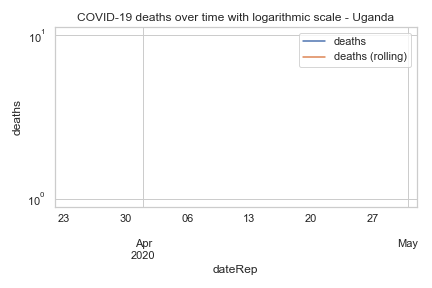 COVID-19 deaths over time with logarithmic scale - Uganda
10¹
deaths
deaths (rolling)
deaths
10⁰
23 30 06 13 20 27
Apr May
2020
dateRep